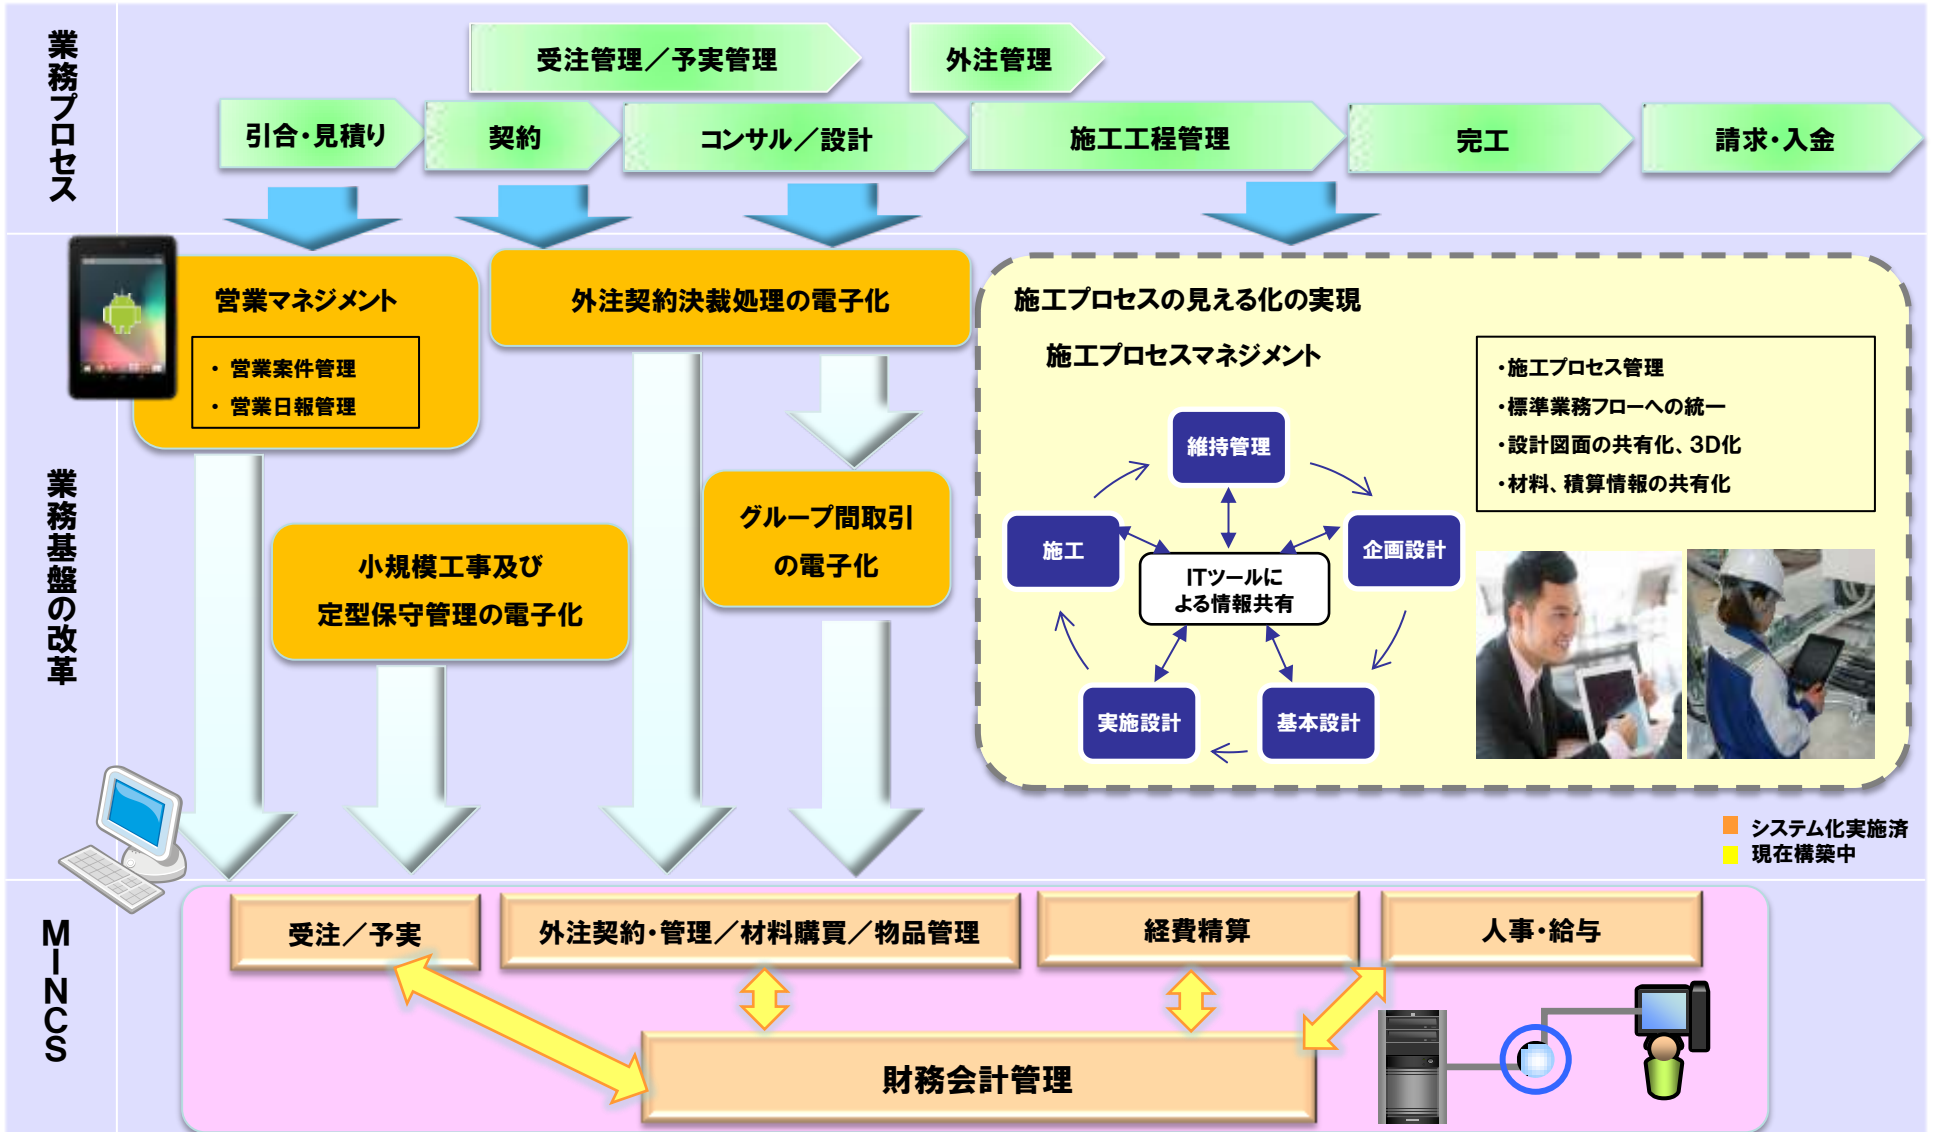 業務プロセス
受注管理／予実管理
外注管理
引合・見積り
契約
コンサル／設計
施工工程管理
完工
請求・入金
業務基盤の改革
営業マネジメント
・ 営業案件管理
・ 営業日報管理
外注契約決裁処理の電子化
グループ間取引
の電子化
小規模工事及び
定型保守管理の電子化
施工プロセスの見える化の実現
施工プロセスマネジメント
・施工プロセス管理
・標準業務フローへの統一
・設計図面の共有化、3D化
・材料、積算情報の共有化
維持管理
施工
企画設計
ITツールに
よる情報共有
実施設計
基本設計
システム化実施済
現在構築中
MINCS
受注／予実
外注契約・管理／材料購買／物品管理
経費精算
人事・給与
財務会計管理